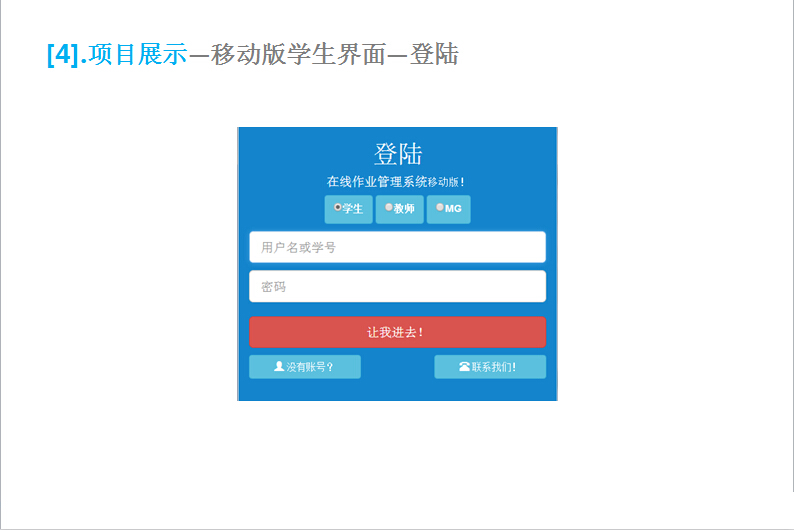 [4].项目展示—移动版学生界面—登陆
登陆
在线作业管理系统移动版!
学生 教师 MG
用户名或学号
密码
让我进去!
没有账号? 联系我们!